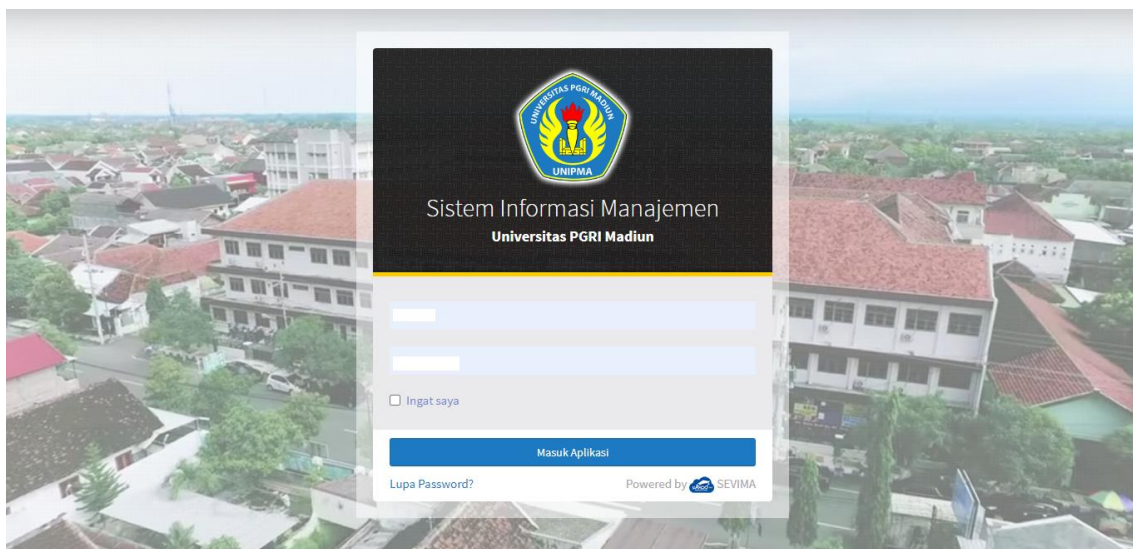 UNIVERSITAS PGRI MADIUN
UNIPMA
Sistem Informasi Manajemen
Universitas PGRI Madiun
Ingat saya
Masuk Aplikasi
Lupa Password?
Powered by SEVIMA